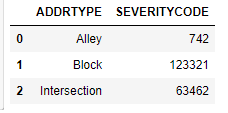 ADDRTYPE SEVERITYCODE
0 Alley 742
1 Block 123321
2 Intersection 63462